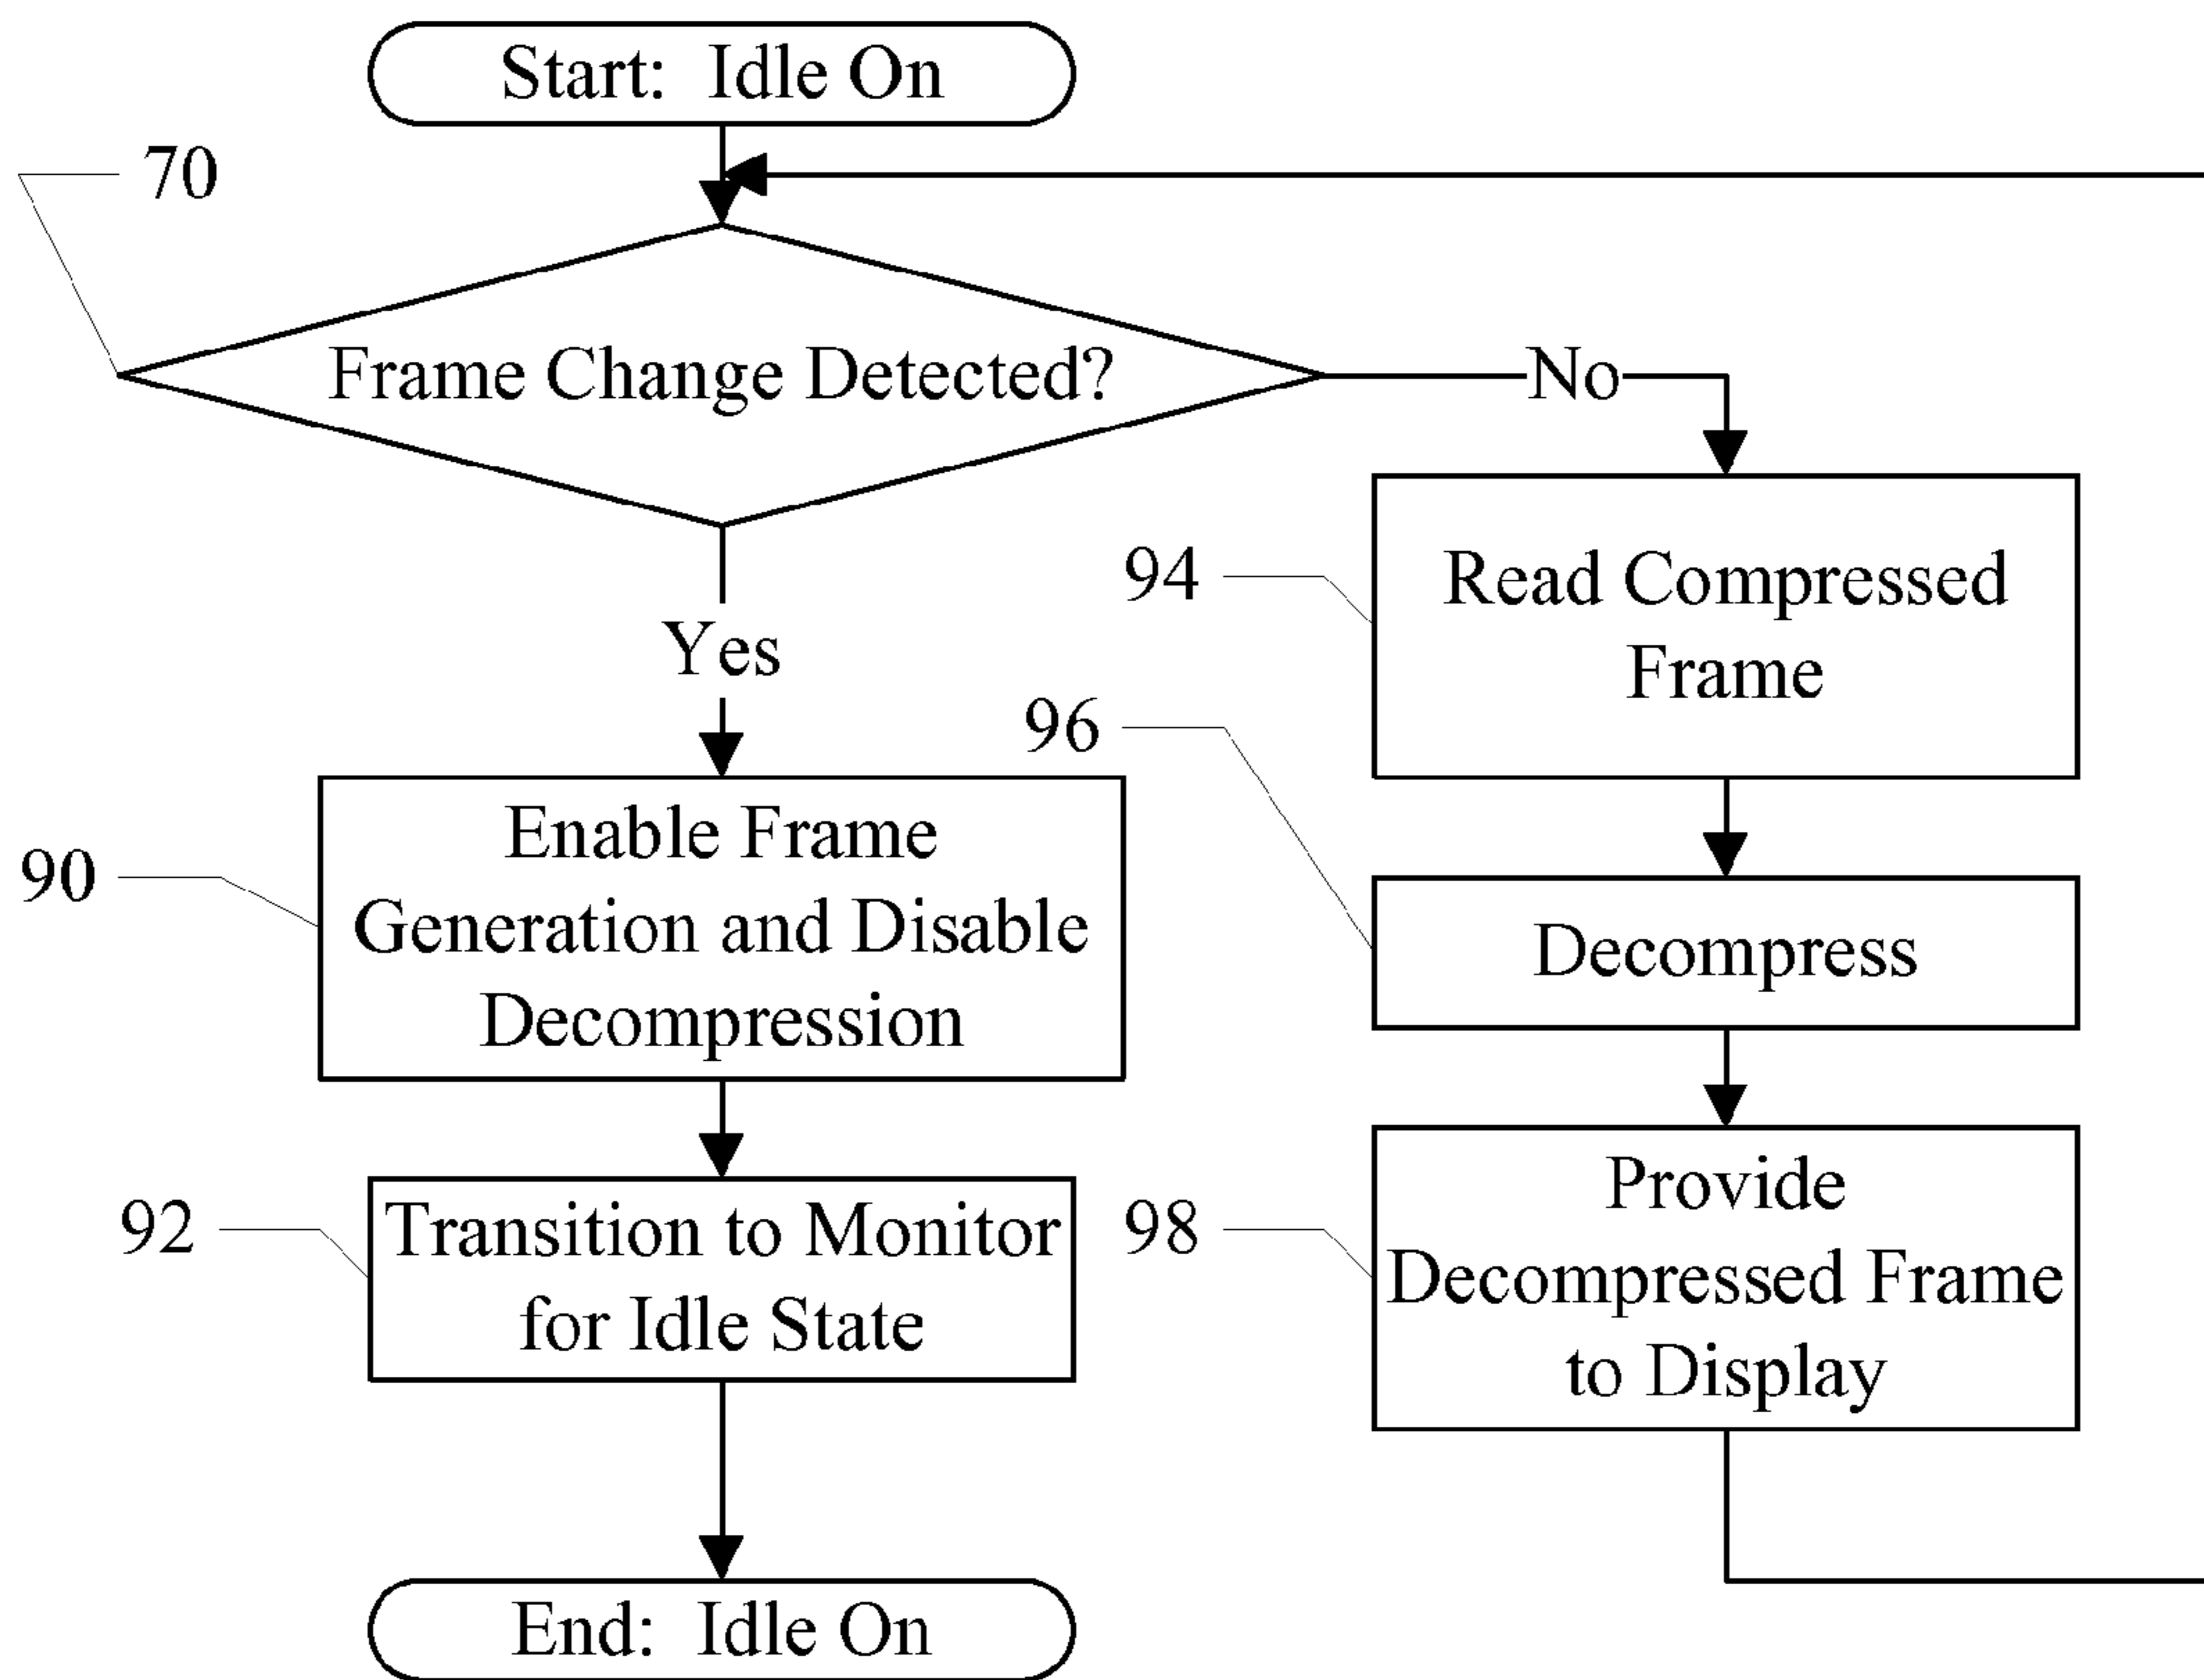 Start: Idle On
70
Frame Change Detected?
No
Yes
94
Read Compressed
Frame
96
Decompress
90
Enable Frame
Generation and Disable
Decompression
92
Transition to Monitor
for Idle State
98
Provide
Decompressed Frame
to Display
End: Idle On